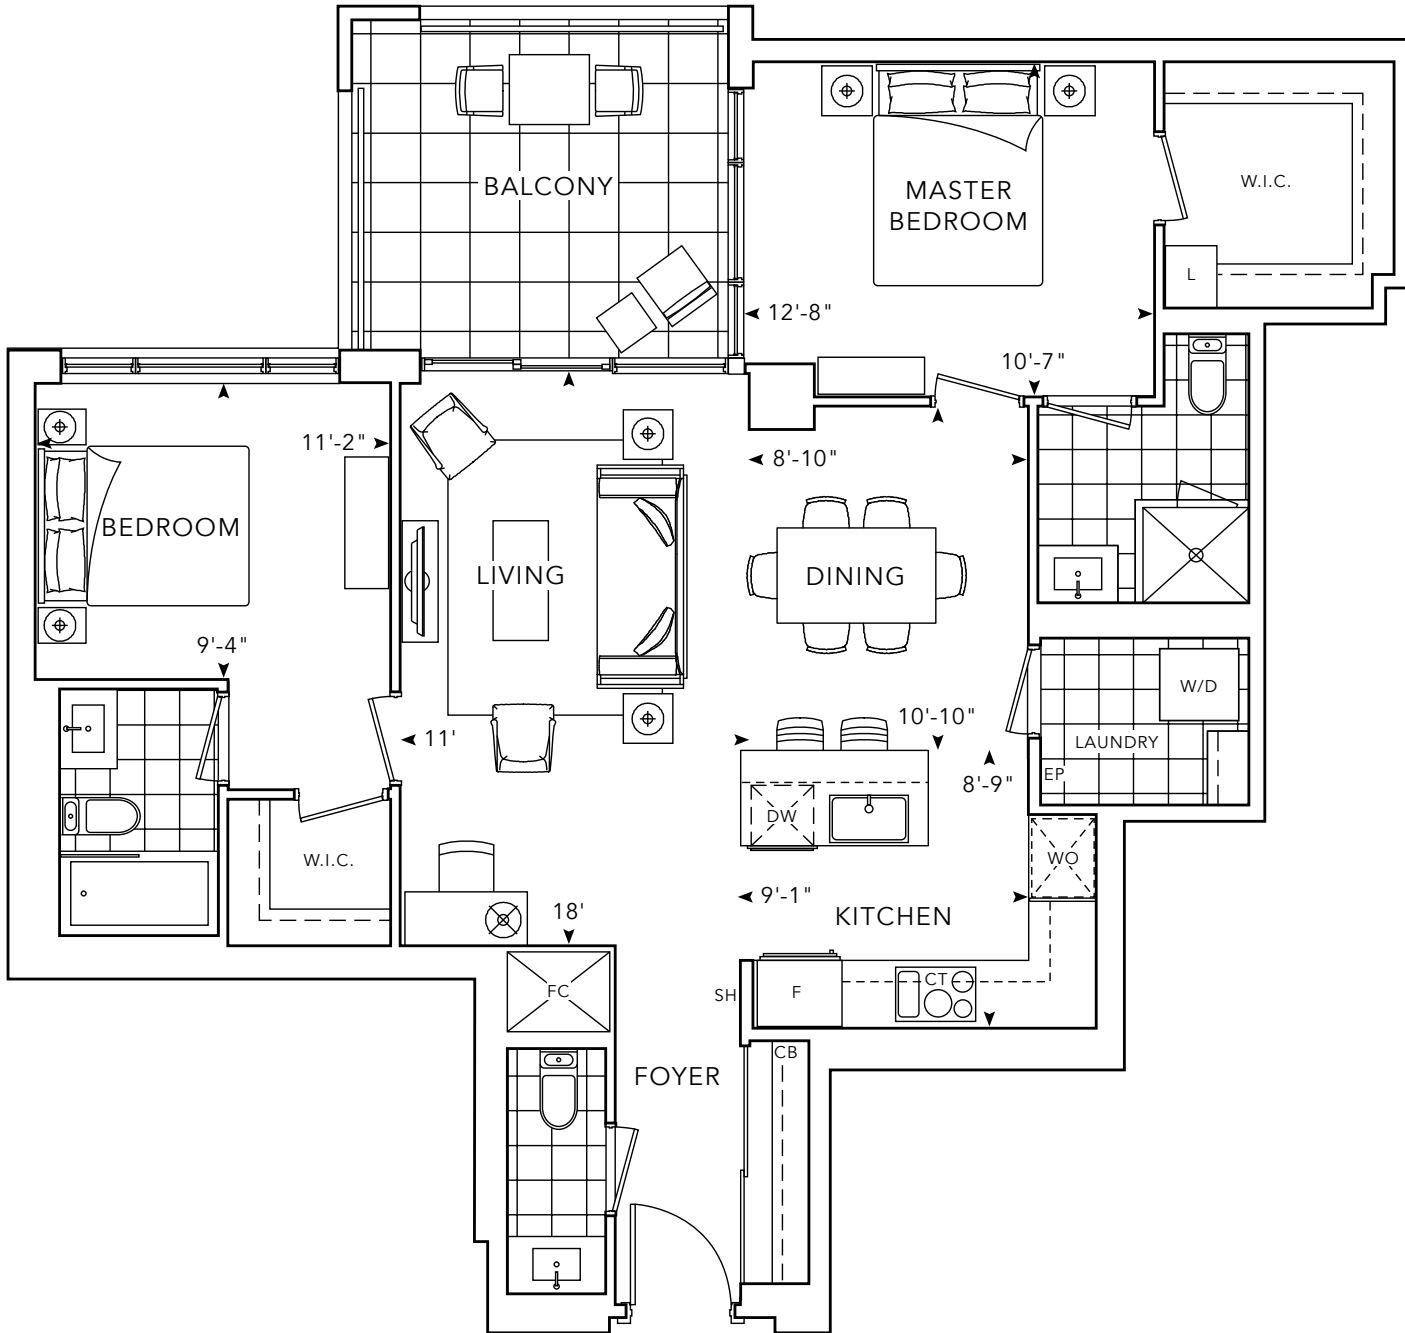 BALCONY
MASTER
BEDROOM
W.I.C.
L
12'-8"
10'-7"
11'-2"
8'-10"
BEDROOM
LIVING
DINING
9'-4"
W/D
10'-10"
11'
LAUNDRY
EP
8'-9"
DW
WO
W.I.C.
9'-1"
KITCHEN
18'
FC
SH
F
CT
CB
FOYER